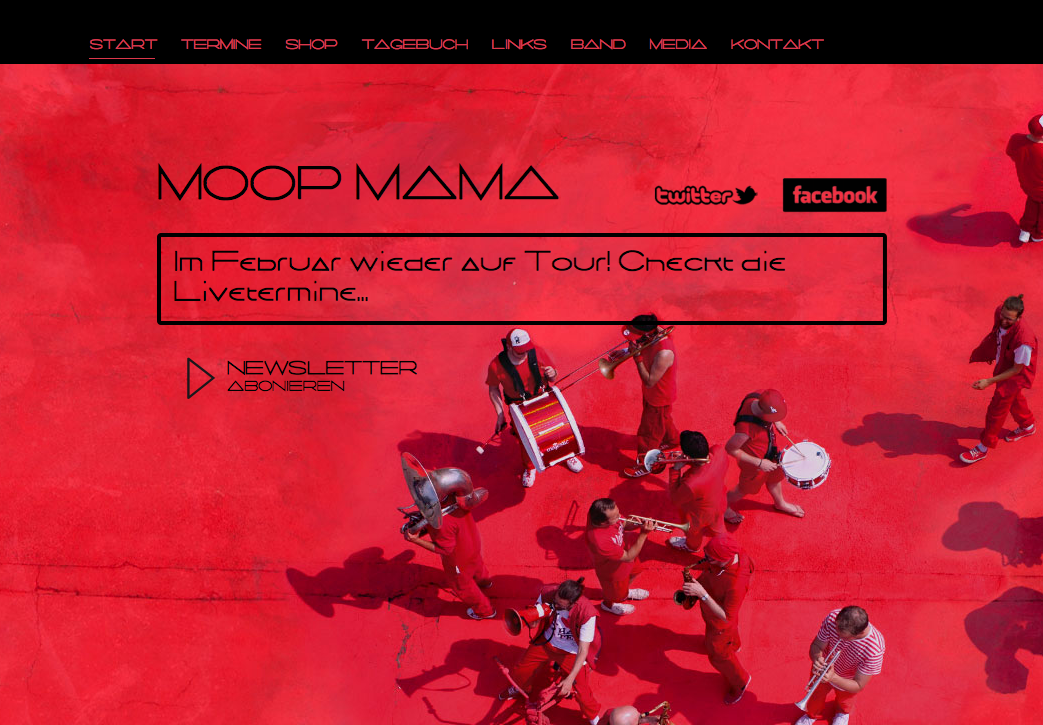 START TERMINE SHOP TAGEBUCH LINKS BAND MEDIA KONTAKT
MOOP MAMA
twitter facebook
Im Februar wieder auf Tour! Checkt die
Livetermine...
NEWSLETTER
ABONIEREN